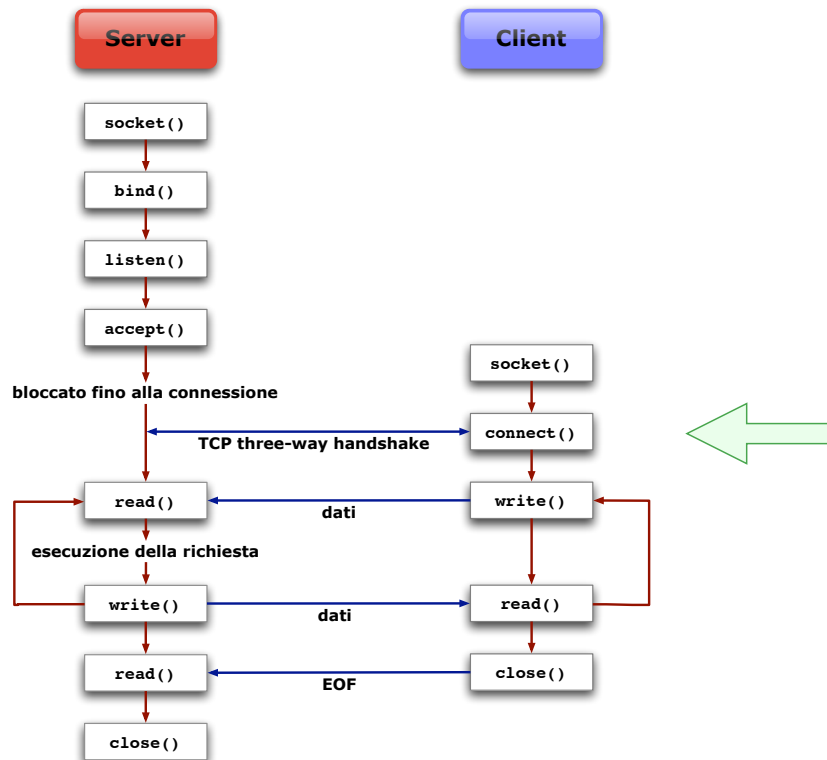 Server
Client
socket()
bind()
listen()
accept()
socket()
bloccato fino alla connessione
connect()
TCP three-way handshake
read()
write()
dati
esecuzione della richiesta
write()
read()
dati
read()
close()
EOF
close()